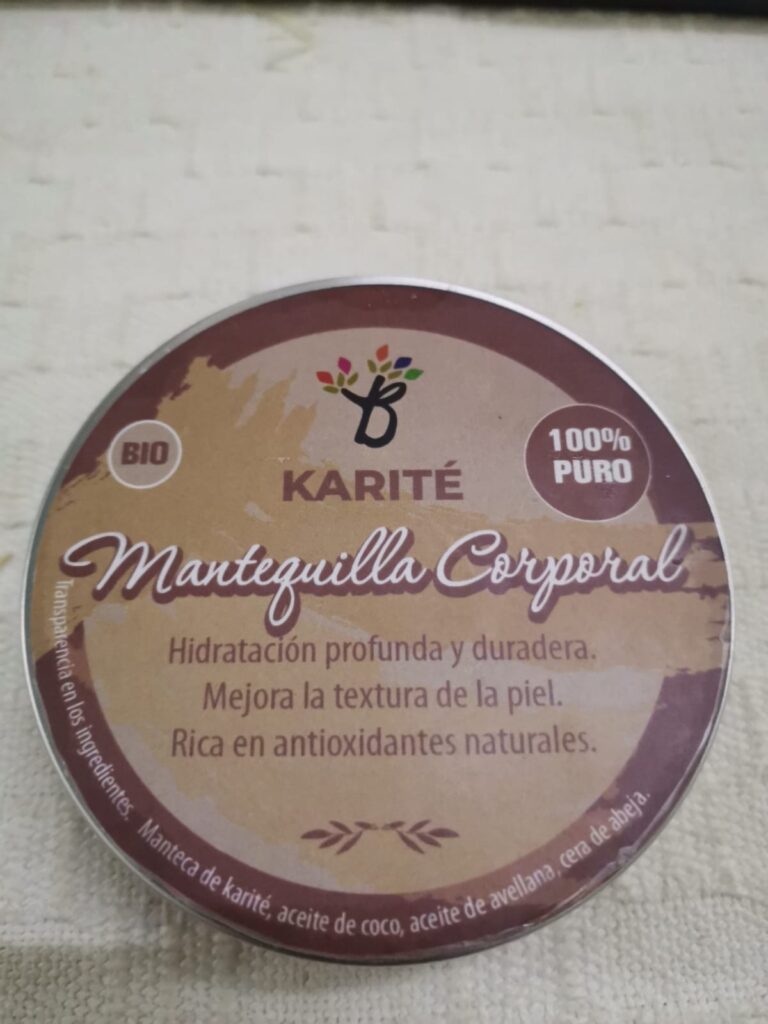 B
BIO
100%
PURO
KARITÉ
Mantequilla Corporal
Hidratación profunda y duradera.
Mejora la textura de la piel.
Rica en antioxidantes naturales.
Transparencia en los ingredientes. Manteca de karité, aceite de coco, aceite de avellana, cera de abeja.